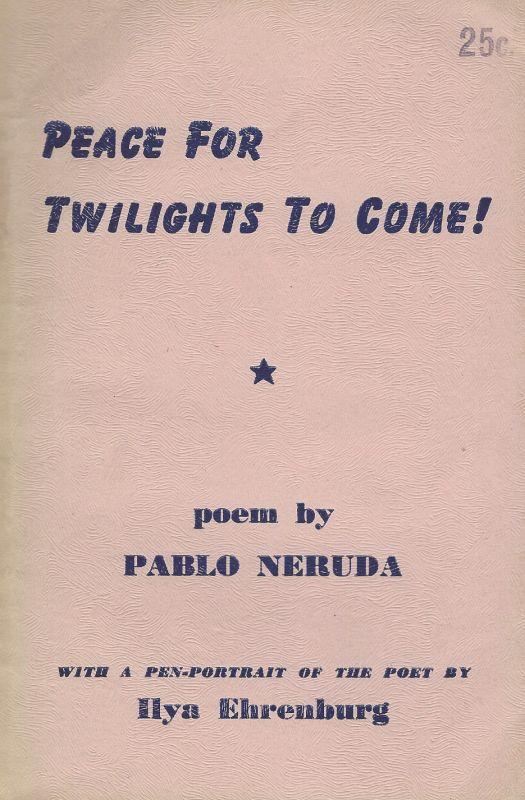 25c.
PEACE FOR
TWILIGHTS TO COME!
poem by
PABLO NERUDA
WITH A PEN-PORTRAIT OF THE POET BY
Ilya Ehrenburg